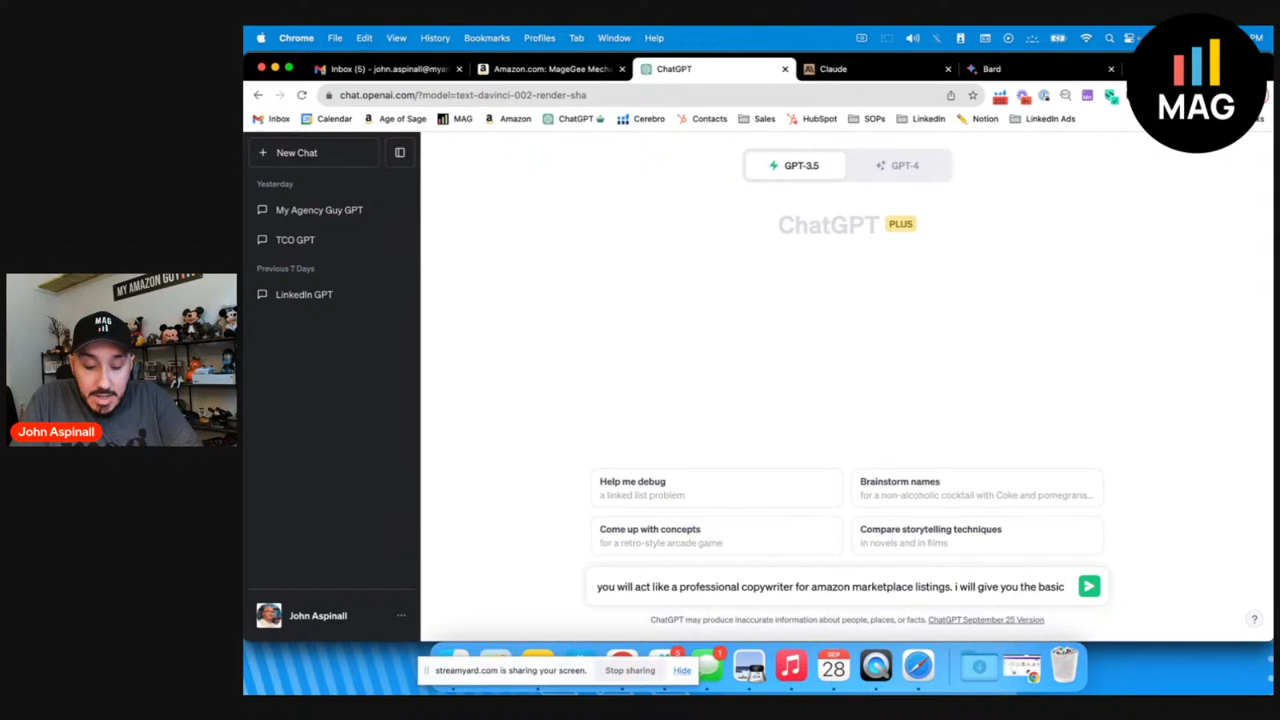 Chrome File Edit View History Bookmarks Profiles Tab Window Help
Inbox (5) - john.aspinall@myar
Amazon.com: MageGee Mech
ChatGPT
Claude
Bard
chat.openai.com/?model=text-davinci-002-render-sha
Inbox Calendar Age of Sage MAG Amazon ChatGPT Cerebro Contacts Sales HubSpot SOPs LinkedIn Notion LinkedIn Ads
MAG
New Chat
Yesterday
My Agency Guy GPT
TCO GPT
Previous 7 Days
LinkedIn GPT
GPT-3.5
GPT-4
ChatGPT PLUS
MY AMAZON GUY
MAG
John Aspinall
Help me debug
a linked list problem
Brainstorm names
for a non-alcoholic cocktail with Coke and pomegrana...
Come up with concepts
for a retro-style arcade game
Compare storytelling techniques
in novels and in films
you will act like a professional copywriter for amazon marketplace listings. i will give you the basic
ChatGPT may produce inaccurate information about people, places, or facts. ChatGPT September 25 Version
John Aspinall
?
streamyard.com is sharing your screen. Stop sharing Hide
5
1
SEP
28